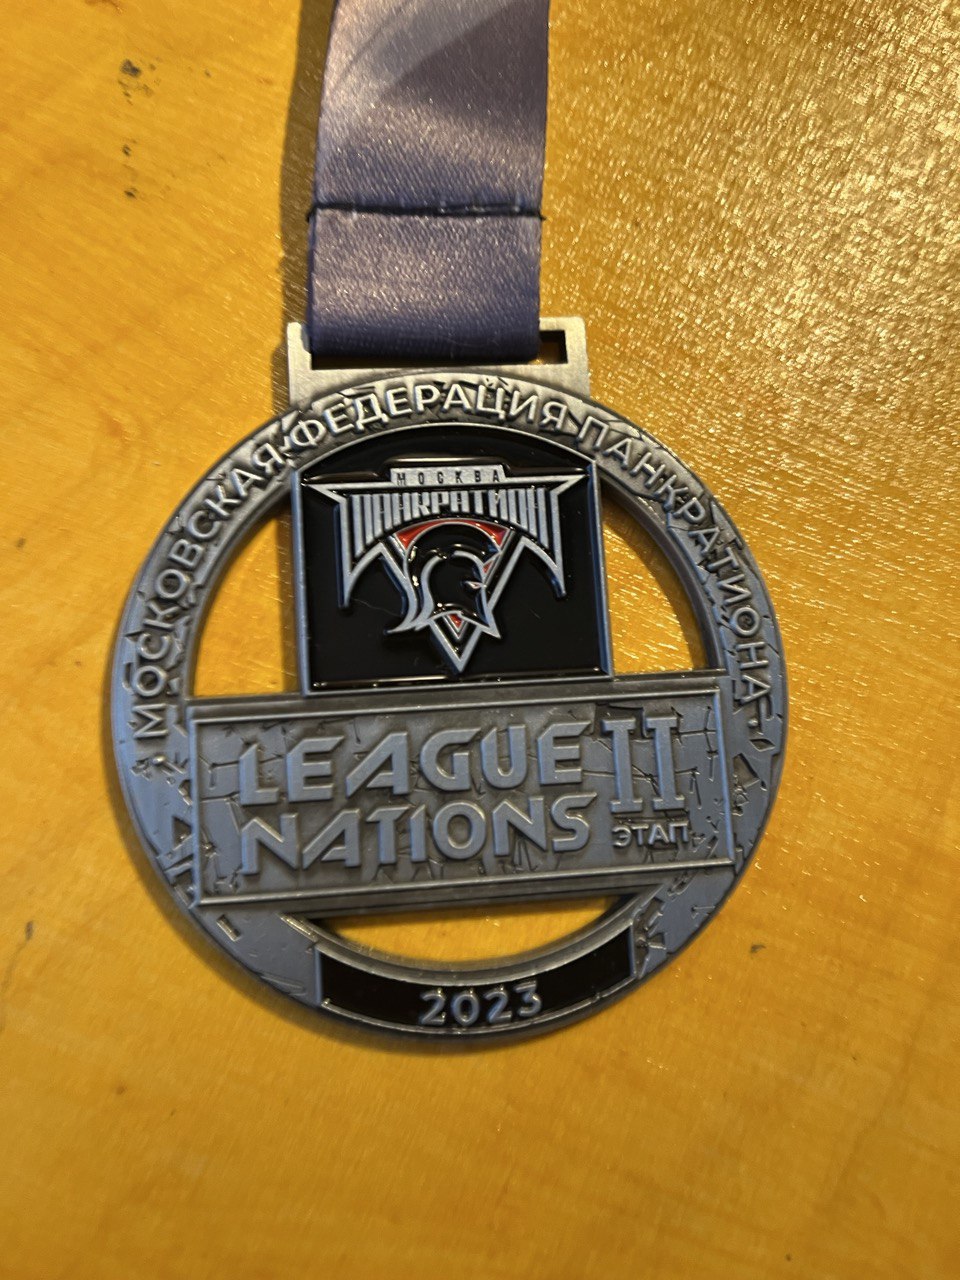 МОСКОВСКАЯ ФЕДЕРАЦИЯ ПАНКРАТИОНА
МОСКВА
ПАНКРАТИОН
LEAGUE II
NATIONS ЭТАП
2023